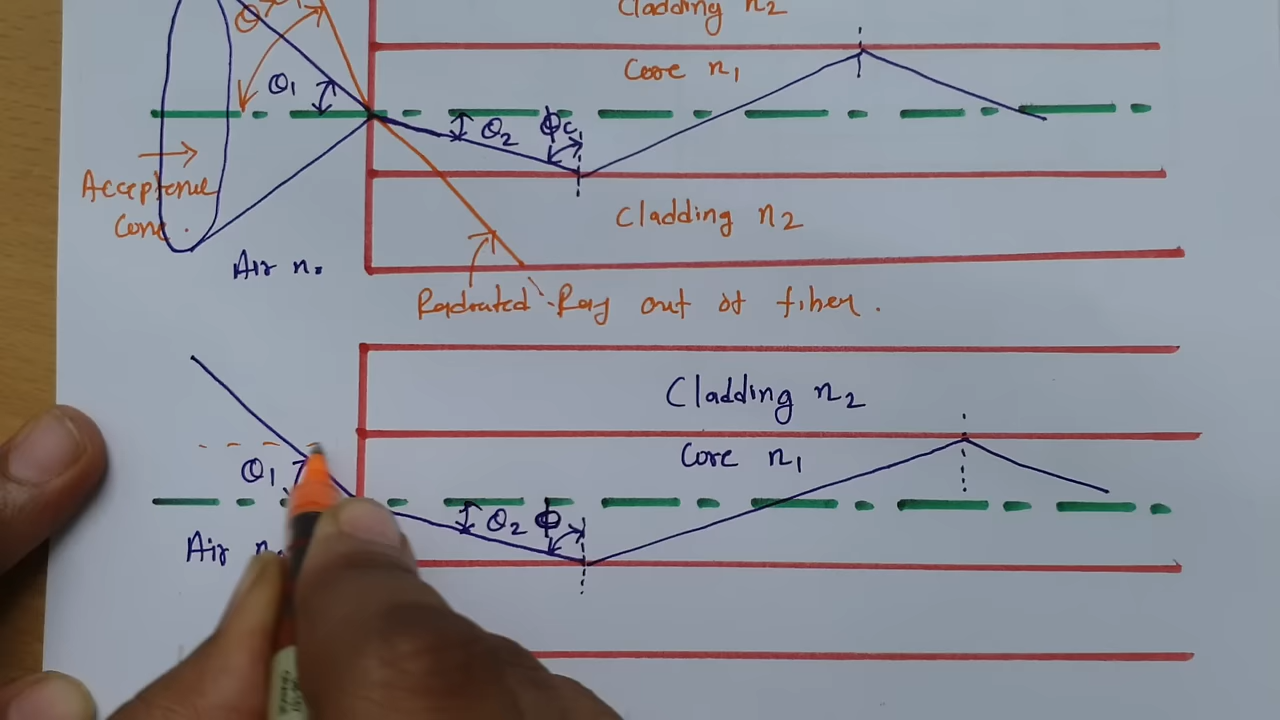 Cladding n2
Core n1
θ1
θ2 Φc
Acceptence
Cone.
Cladding n2
Air n0
Radiated Ray out of fiber.
Cladding n2
Core n1
θ1
θ2 Φ
Air